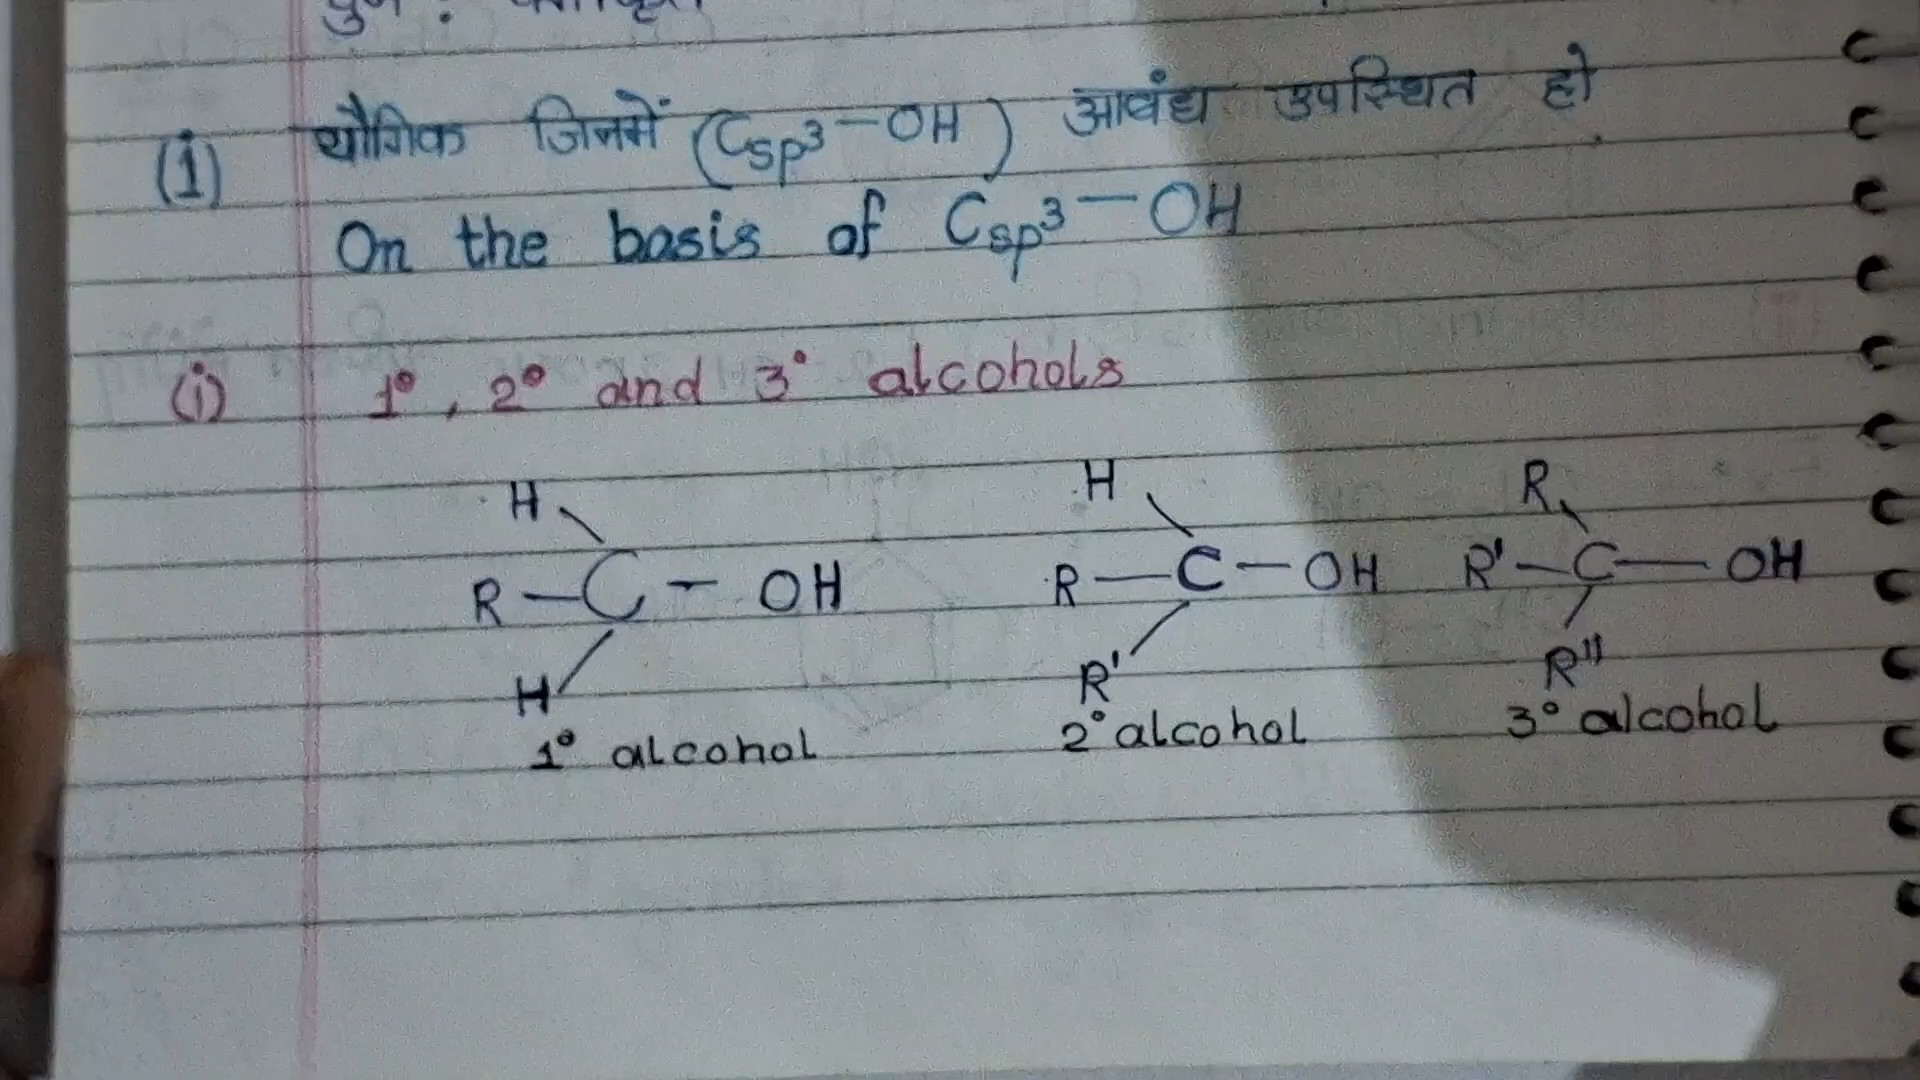 (1) यौगिक जिनमें (Csp³—OH) आबंध उपस्थित हो
On the basis of Csp³—OH
(i) 1°, 2° and 3° alcohols
H H R
R—C—OH R—C—OH R'—C—OH
H R' R"
1° alcohol 2° alcohol 3° alcohol